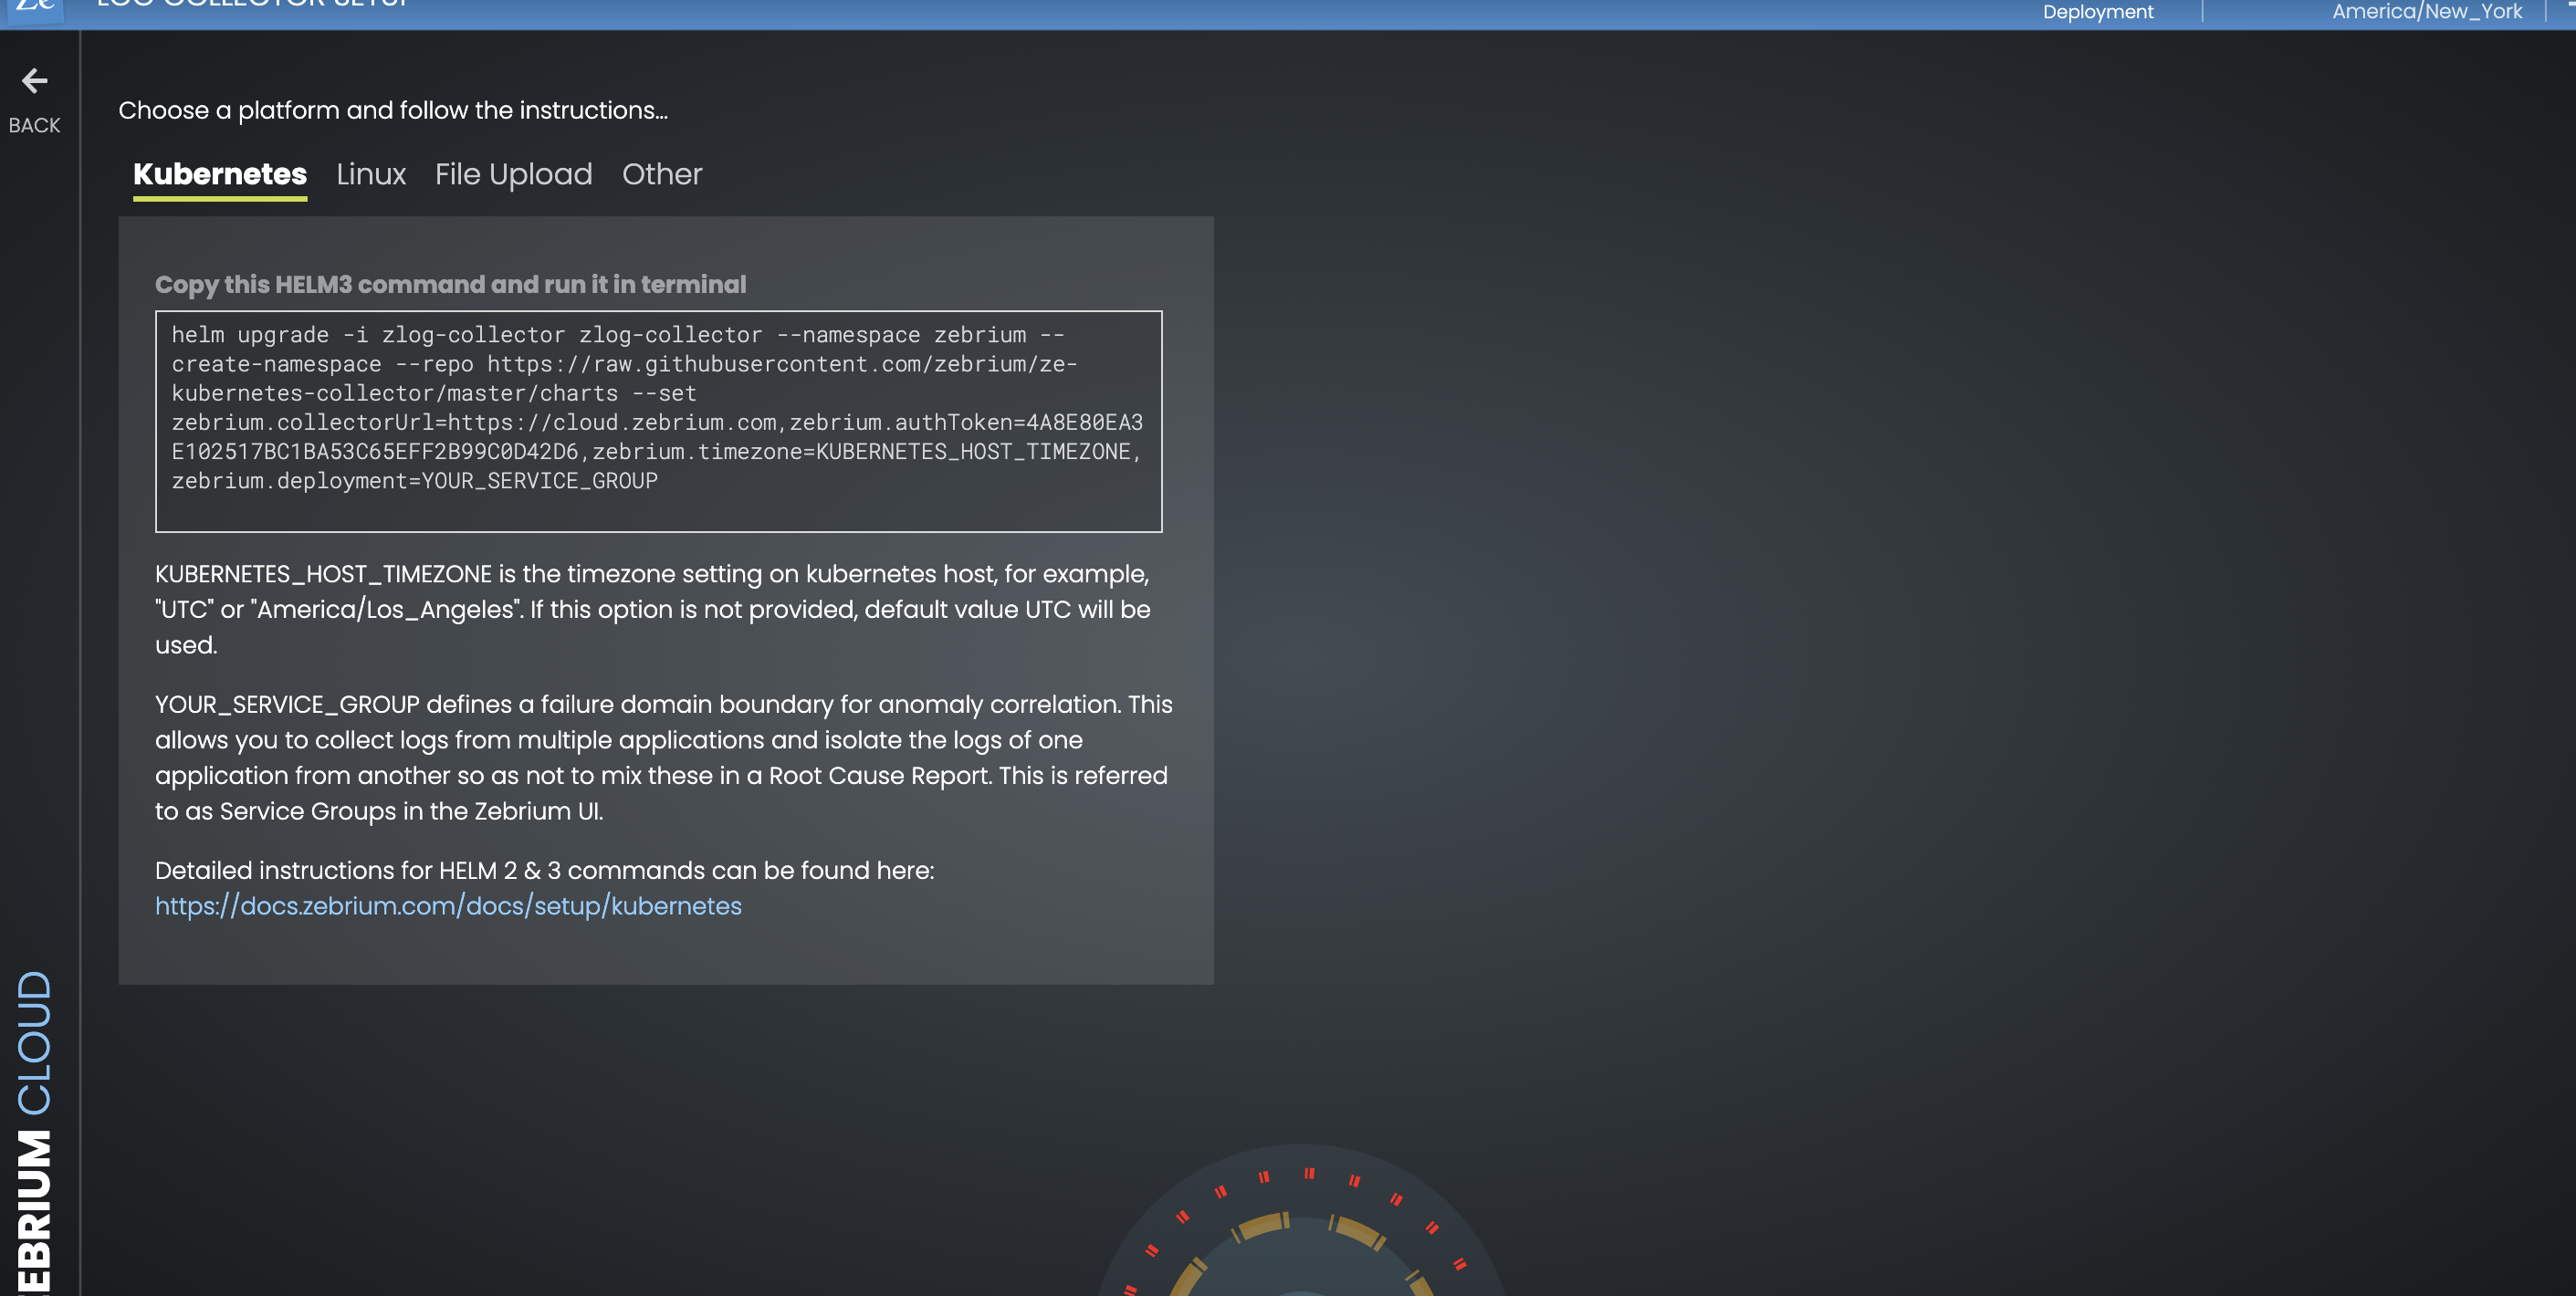 LOG COLLECTOR SETUP
Deployment
America/New_York
BACK
Choose a platform and follow the instructions...
Kubernetes Linux File Upload Other
Copy this HELM3 command and run it in terminal
helm upgrade -i zlog-collector zlog-collector --namespace zebrium --
create-namespace --repo https://raw.githubusercontent.com/zebrium/ze-
kubernetes-collector/master/charts --set
zebrium.collectorUrl=https://cloud.zebrium.com,zebrium.authToken=4A8E80EA3
E102517BC1BA53C65EFF2B99C0D42D6,zebrium.timezone=KUBERNETES_HOST_TIMEZONE,
zebrium.deployment=YOUR_SERVICE_GROUP
KUBERNETES_HOST_TIMEZONE is the timezone setting on kubernetes host, for example,
"UTC" or "America/Los_Angeles". If this option is not provided, default value UTC will be
used.
YOUR_SERVICE_GROUP defines a failure domain boundary for anomaly correlation. This
allows you to collect logs from multiple applications and isolate the logs of one
application from another so as not to mix these in a Root Cause Report. This is referred
to as Service Groups in the Zebrium UI.
Detailed instructions for HELM 2 & 3 commands can be found here:
https://docs.zebrium.com/docs/setup/kubernetes
EBRIUM CLOUD